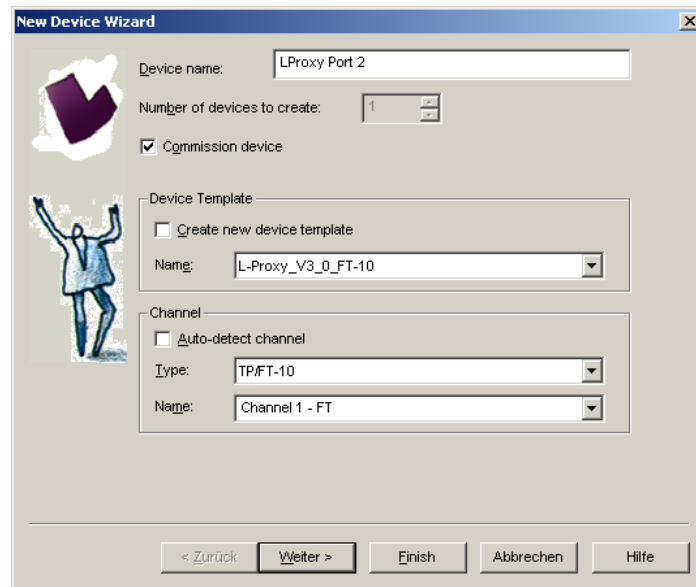 New Device Wizard
Device name: LProxy Port 2
Number of devices to create: 1
Commission device
Device Template
Create new device template
Name: L-Proxy_V3_0_FT-10
Channel
Auto-detect channel
Type: TP/FT-10
Name: Channel 1 - FT
< Zurück Weiter > Finish Abbrechen Hilfe